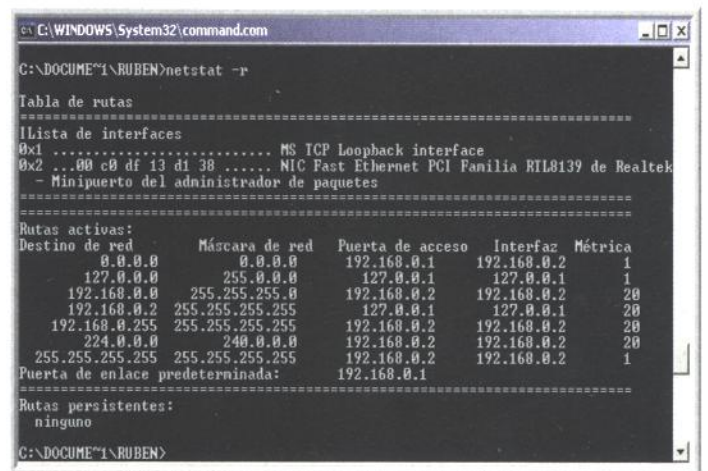 C:\WINDOWS\System32\command.com
C:\DOCUME~1\RUBEN>netstat -r
Tabla de rutas
===========================================================================
ILista de interfaces
0x1 ........................... MS TCP Loopback interface
0x2 ...00 c0 df 13 d1 38 ...... NIC Fast Ethernet PCI Familia RTL8139 de Realtek
- Minipuerto del administrador de paquetes
===========================================================================
===========================================================================
Rutas activas:
Destino de red Máscara de red Puerta de acceso Interfaz Métrica
0.0.0.0 0.0.0.0 192.168.0.1 192.168.0.2 1
127.0.0.0 255.0.0.0 127.0.0.1 127.0.0.1 1
192.168.0.0 255.255.255.0 192.168.0.2 192.168.0.2 20
192.168.0.2 255.255.255.255 127.0.0.1 127.0.0.1 20
192.168.0.255 255.255.255.255 192.168.0.2 192.168.0.2 20
224.0.0.0 240.0.0.0 192.168.0.2 192.168.0.2 20
255.255.255.255 255.255.255.255 192.168.0.2 192.168.0.2 1
Puerta de enlace predeterminada: 192.168.0.1
===========================================================================
Rutas persistentes:
ninguno
C:\DOCUME~1\RUBEN>